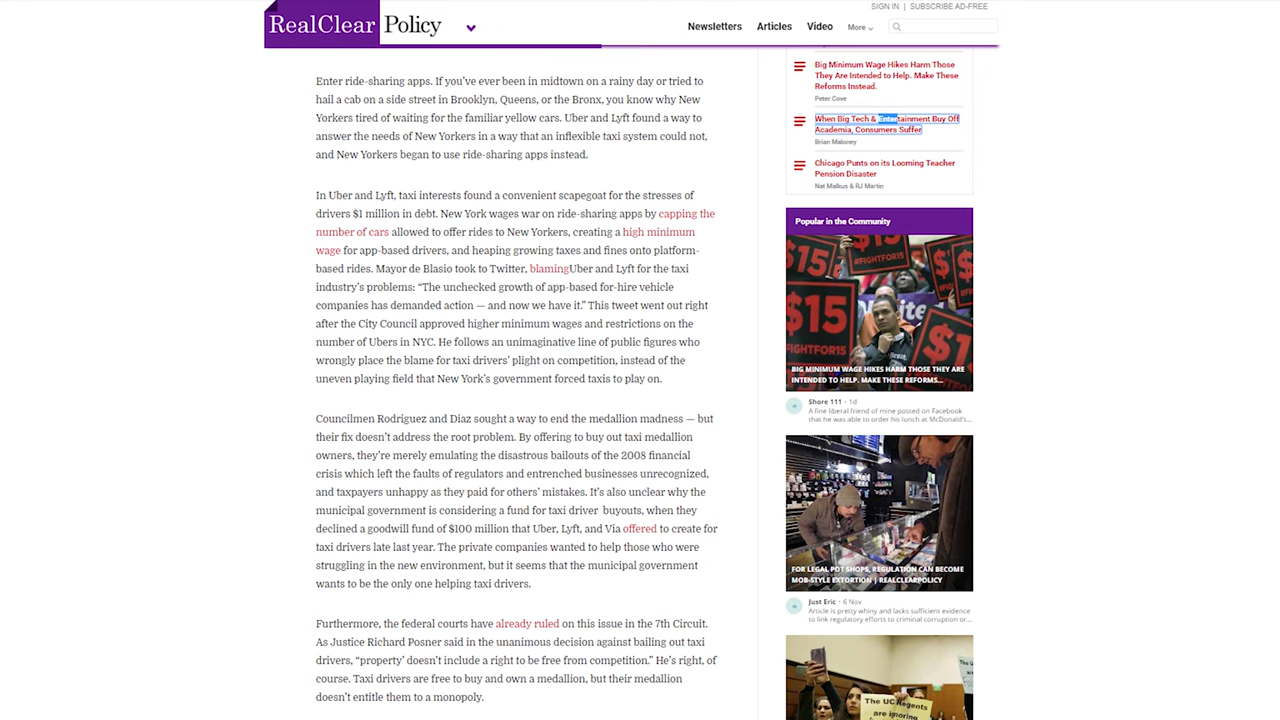 SIGN IN | SUBSCRIBE AD-FREE
RealClear Policy
Newsletters Articles Video More
Enter ride-sharing apps. If you've ever been in midtown on a rainy day or tried to
hail a cab on a side street in Brooklyn, Queens, or the Bronx, you know why New
Yorkers tired of waiting for the familiar yellow cars. Uber and Lyft found a way to
answer the needs of New Yorkers in a way that an inflexible taxi system could not,
and New Yorkers began to use ride-sharing apps instead.
In Uber and Lyft, taxi interests found a convenient scapegoat for the stresses of
drivers $1 million in debt. New York wages war on ride-sharing apps by capping the
number of cars allowed to offer rides to New Yorkers, creating a high minimum
wage for app-based drivers, and heaping growing taxes and fines onto platform-
based rides. Mayor de Blasio took to Twitter, blamingUber and Lyft for the taxi
industry's problems: “The unchecked growth of app-based for-hire vehicle
companies has demanded action — and now we have it.” This tweet went out right
after the City Council approved higher minimum wages and restrictions on the
number of Ubers in NYC. He follows an unimaginative line of public figures who
wrongly place the blame for taxi drivers' plight on competition, instead of the
uneven playing field that New York's government forced taxis to play on.
Councilmen Rodriguez and Diaz sought a way to end the medallion madness — but
their fix doesn't address the root problem. By offering to buy out taxi medallion
owners, they're merely emulating the disastrous bailouts of the 2008 financial
crisis which left the faults of regulators and entrenched businesses unrecognized,
and taxpayers unhappy as they paid for others' mistakes. It's also unclear why the
municipal government is considering a fund for taxi driver buyouts, when they
declined a goodwill fund of $100 million that Uber, Lyft, and Via offered to create for
taxi drivers late last year. The private companies wanted to help those who were
struggling in the new environment, but it seems that the municipal government
wants to be the only one helping taxi drivers.
Furthermore, the federal courts have already ruled on this issue in the 7th Circuit.
As Justice Richard Posner said in the unanimous decision against bailing out taxi
drivers, “property' doesn't include a right to be free from competition.” He's right, of
course. Taxi drivers are free to buy and own a medallion, but their medallion
doesn't entitle them to a monopoly.
Big Minimum Wage Hikes Harm Those
They Are Intended to Help. Make These
Reforms Instead.
Peter Cove
When Big Tech & Entertainment Buy Off
Academia, Consumers Suffer
Brian Maloney
Chicago Punts on its Looming Teacher
Pension Disaster
Nat Malkus & RJ Martin
Popular in the Community
$15
#FIGHTFOR15
$15
#FIGHTFOR15
BIG MINIMUM WAGE HIKES HARM THOSE THEY ARE
INTENDED TO HELP. MAKE THESE REFORMS...
Shore 111 · 1d
A fine liberal friend of mine posted on Facebook
that he was able to order his lunch at McDonald's...
FOR LEGAL POT SHOPS, REGULATION CAN BECOME
MOB-STYLE EXTORTION | REALCLEARPOLICY
Just Eric · 6 Nov
Article is pretty whiny and lacks sufficient evidence
to link regulatory efforts to criminal corruption or...
The UC Regents
are ignoring